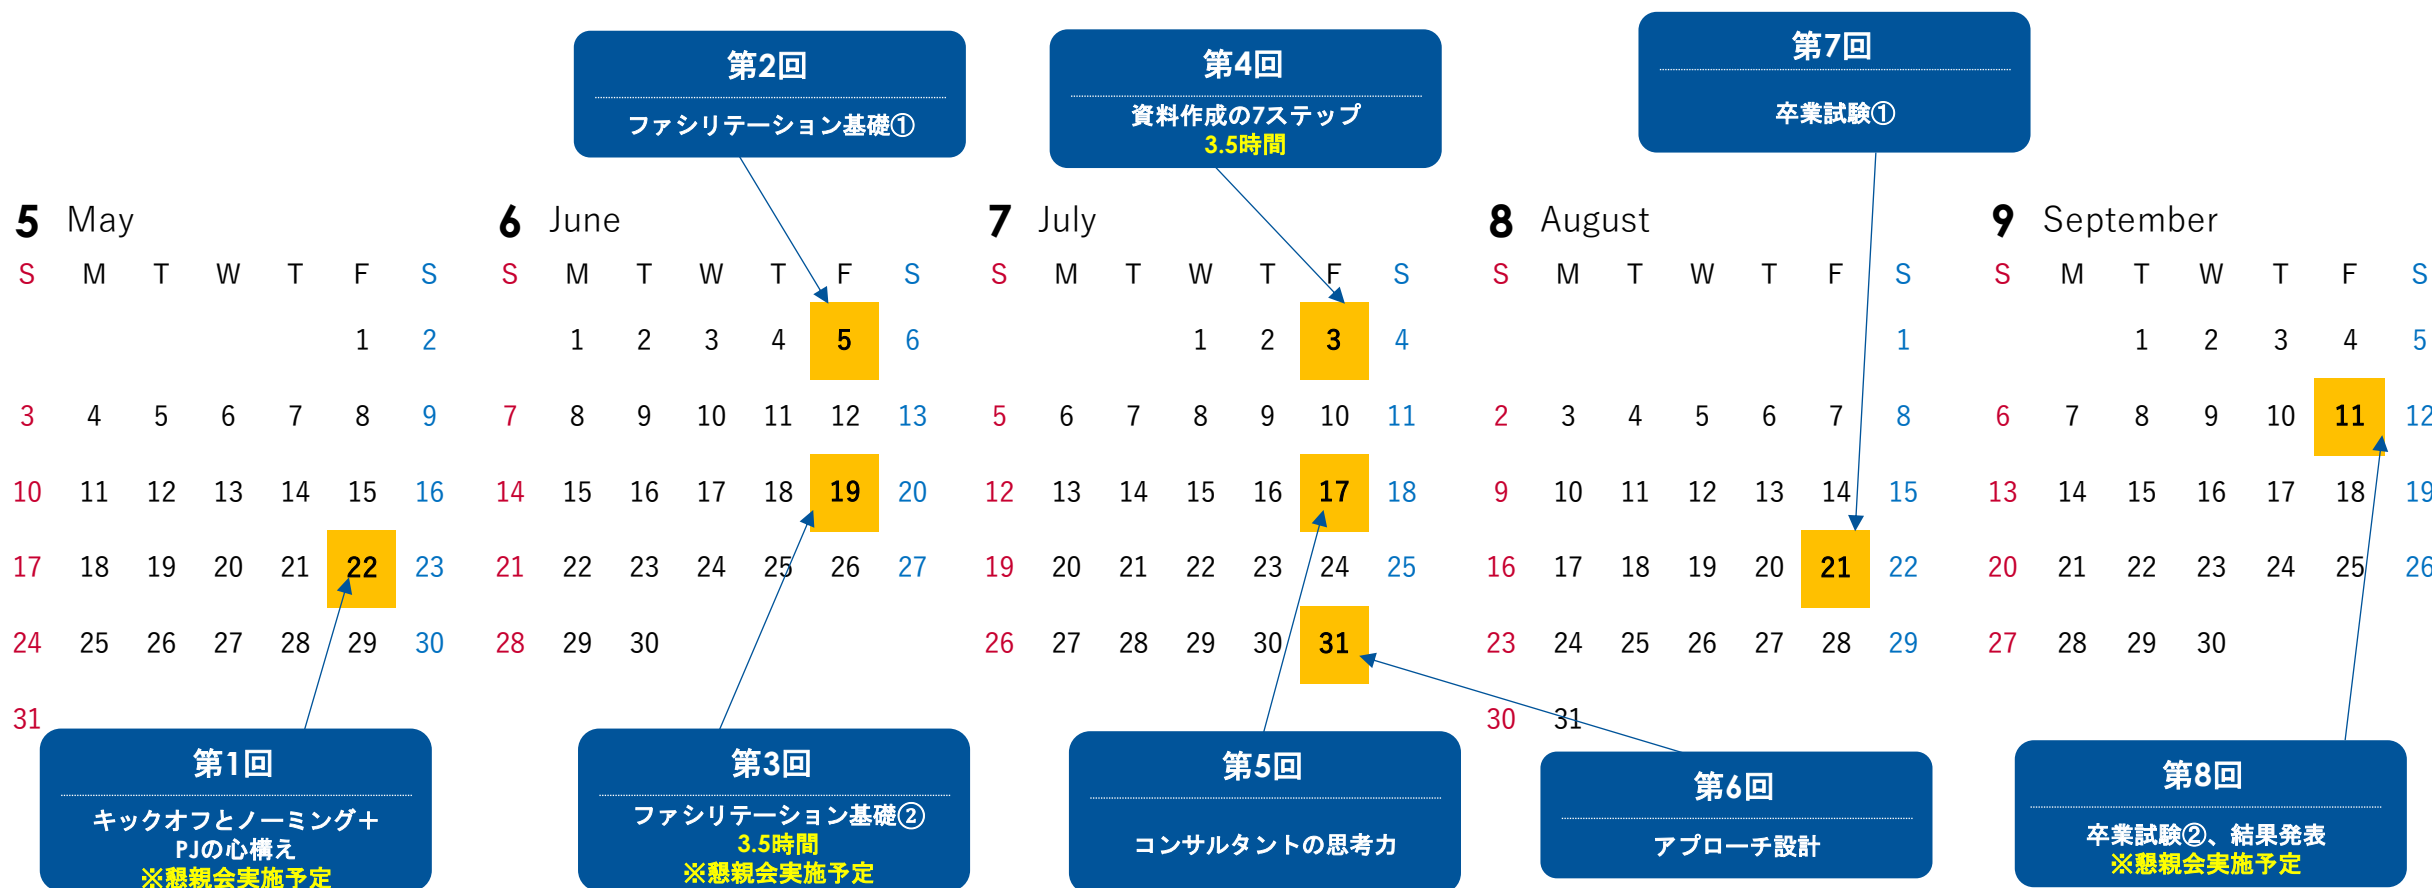 第2回
ファシリテーション基礎①
第4回
資料作成の7ステップ
3.5時間
第7回
卒業試験①
5 May
S M T W T F S
1 2
3 4 5 6 7 8 9
10 11 12 13 14 15 16
17 18 19 20 21 22 23
24 25 26 27 28 29 30
31
6 June
S M T W T F S
1 2 3 4 5 6
7 8 9 10 11 12 13
14 15 16 17 18 19 20
21 22 23 24 25 26 27
28 29 30
7 July
S M T W T F S
1 2 3 4
5 6 7 8 9 10 11
12 13 14 15 16 17 18
19 20 21 22 23 24 25
26 27 28 29 30 31
8 August
S M T W T F S
1
2 3 4 5 6 7 8
9 10 11 12 13 14 15
16 17 18 19 20 21 22
23 24 25 26 27 28 29
30 31
9 September
S M T W T F S
1 2 3 4 5
6 7 8 9 10 11 12
13 14 15 16 17 18 19
20 21 22 23 24 25 26
27 28 29 30
第1回
キックオフとノーミング＋
PJの心構え
※懇親会実施予定
第3回
ファシリテーション基礎②
3.5時間
※懇親会実施予定
第5回
コンサルタントの思考力
第6回
アプローチ設計
第8回
卒業試験②、結果発表
※懇親会実施予定